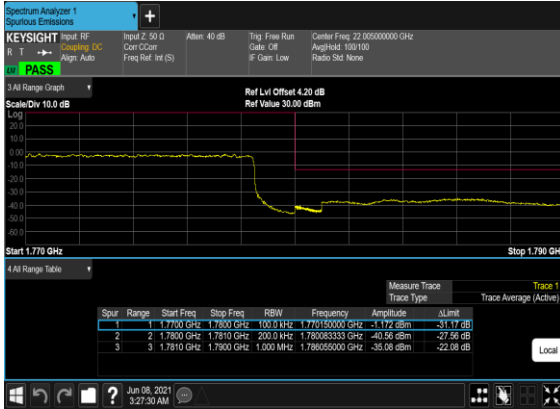 Spectrum Analyzer 1
Spurious Emissions
+
KEYSIGHT Input: RF Input Z: 50 Ω Atten: 40 dB Trig: Free Run Center Freq: 22.005000000 GHz
R T Coupling: DC Corr CCorr Gate: Off Avg|Hold: 100/100
Align: Auto Freq Ref: Int (S) IF Gain: Low Radio Std: None
PASS
3 All Range Graph
Ref Lvl Offset 4.20 dB
Scale/Div 10.0 dB Ref Value 30.00 dBm
Log
20.0
10.0
0.00
-10.0
-20.0
-30.0
-40.0
-50.0
-60.0
Start 1.770 GHz Stop 1.790 GH
4 All Range Table
Measure Trace Trace 1
Trace Type Trace Average (Active)
Spur Range Start Freq Stop Freq RBW Frequency Amplitude ΔLimit
1 1 1.7700 GHz 1.7800 GHz 100.0 kHz 1.770150000 GHz -1.172 dBm -31.17 dB
2 2 1.7800 GHz 1.7810 GHz 200.0 kHz 1.780083333 GHz -40.56 dBm -27.56 dB
3 3 1.7810 GHz 1.7900 GHz 1.000 MHz 1.786055000 GHz -35.08 dBm -22.08 dB
Local
? Jun 08, 2021
3:27:30 AM